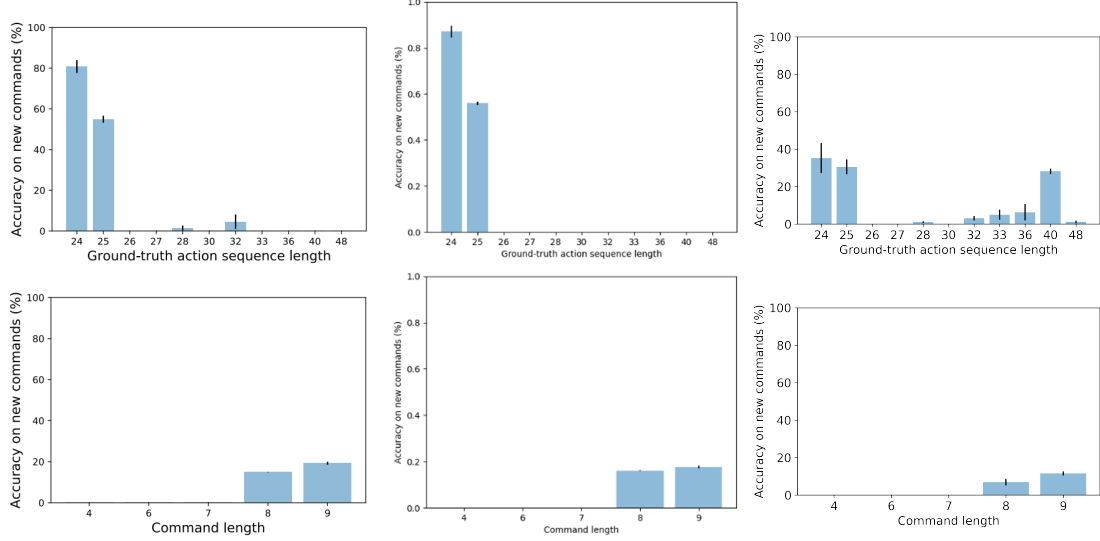 Accuracy on new commands (%)
100
80
60
40
20
0
24 25 26 27 28 30 32 33 36 40 48
Ground-truth action sequence length
Accuracy on new commands (%)
1.0
0.8
0.6
0.4
0.2
0.0
24 25 26 27 28 30 32 33 36 40 48
Ground-truth action sequence length
Accuracy on new commands (%)
100
80
60
40
20
0
24 25 26 27 28 30 32 33 36 40 48
Ground-truth action sequence length
Accuracy on new commands (%)
100
80
60
40
20
0
4 6 7 8 9
Command length
Accuracy on new commands (%)
1.0
0.8
0.6
0.4
0.2
0.0
4 6 7 8 9
Command length
Accuracy on new commands (%)
100
80
60
40
20
0
4 6 7 8 9
Command length